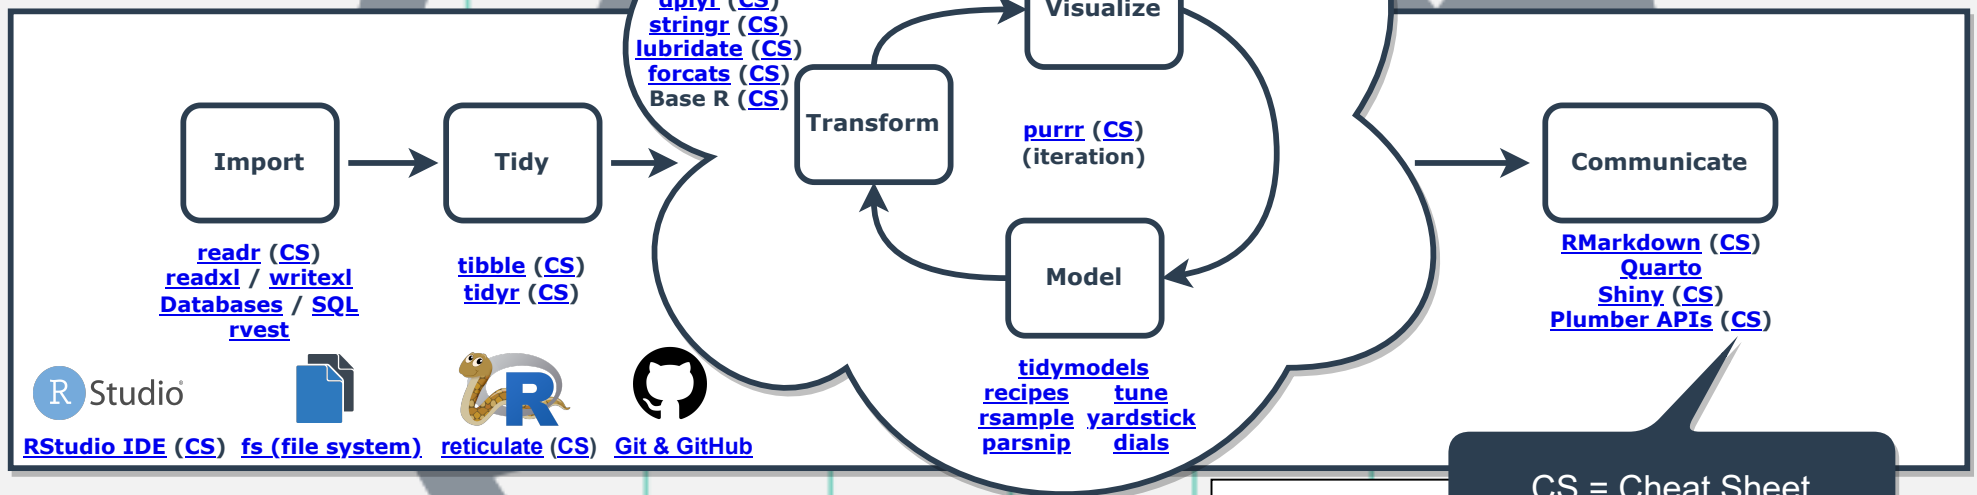 dplyr (CS)
stringr (CS)
lubridate (CS)
forcats (CS)
Base R (CS)
Visualize
Transform
purrr (CS)
(iteration)
Import
Tidy
Model
Communicate
readr (CS)
readxl / writexl
Databases / SQL
rvest
tibble (CS)
tidyr (CS)
tidymodels
recipes tune
rsample yardstick
parsnip dials
RMarkdown (CS)
Quarto
Shiny (CS)
Plumber APIs (CS)
R Studio
R
RStudio IDE (CS)
fs (file system)
reticulate (CS)
Git & GitHub
CS = Cheat Sheet